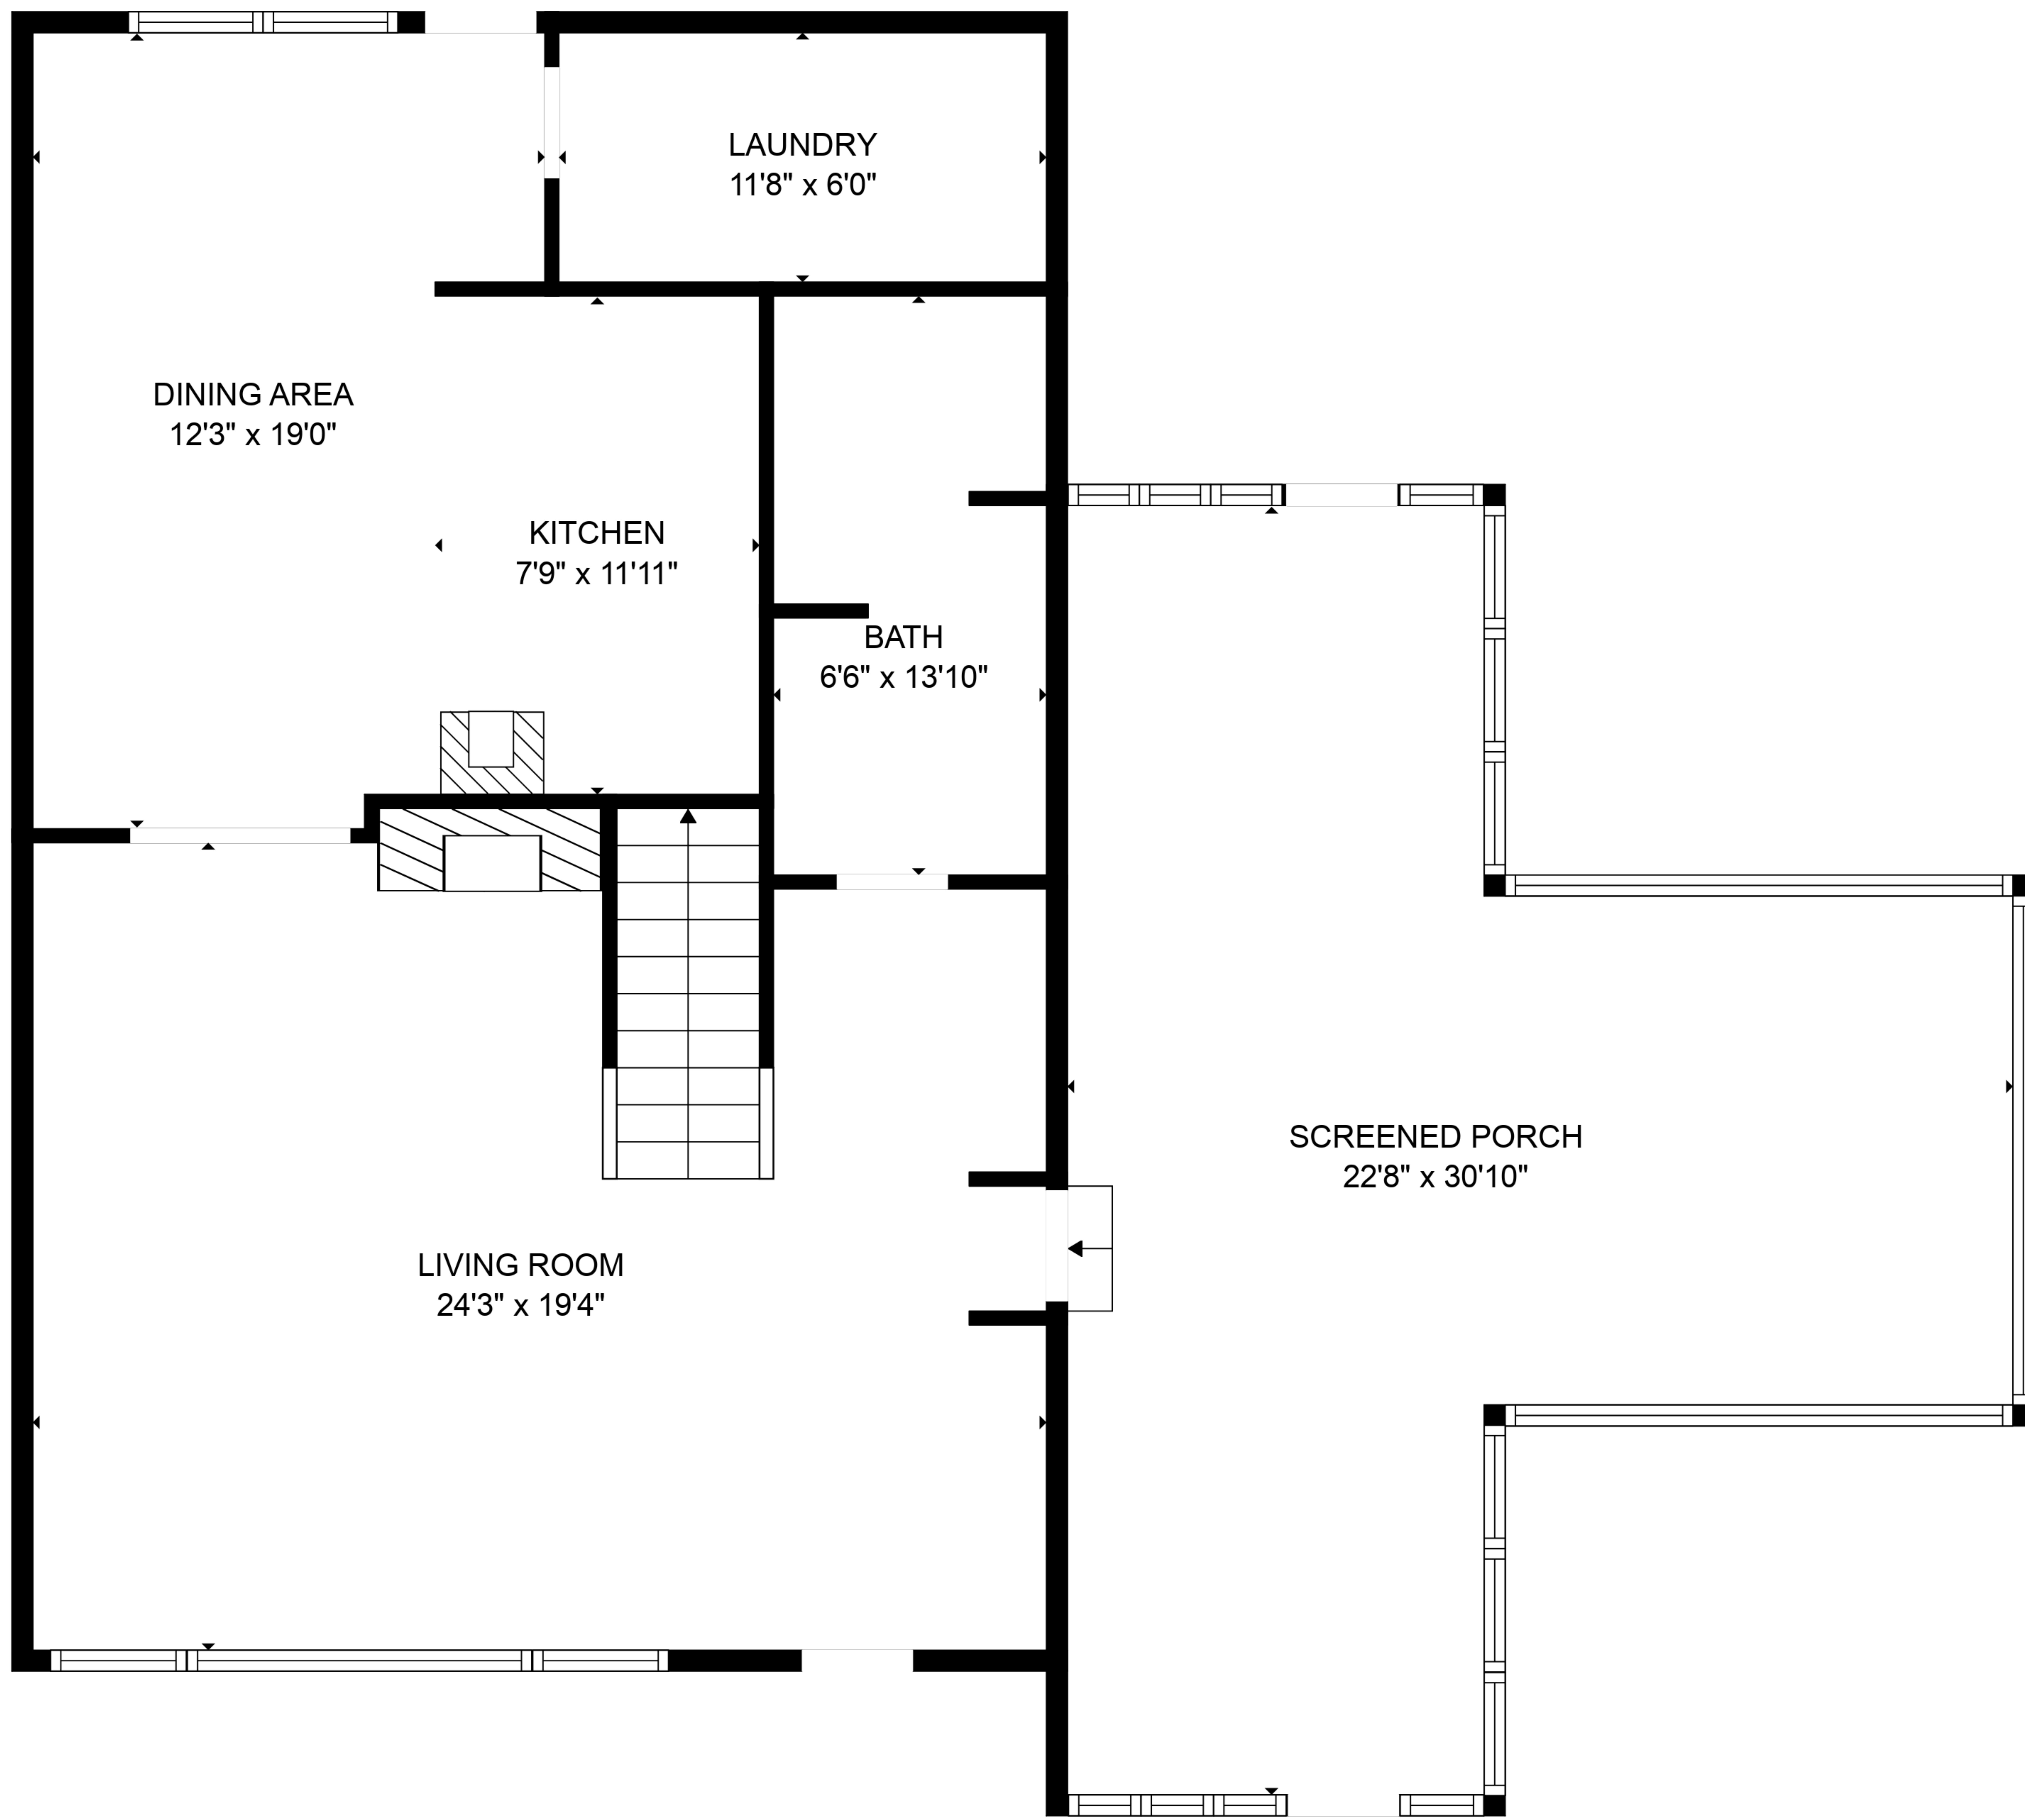 LAUNDRY
11'8" x 6'0"
DINING AREA
12'3" x 19'0"
KITCHEN
7'9" x 11'11"
BATH
6'6" x 13'10"
SCREENED PORCH
22'8" x 30'10"
LIVING ROOM
24'3" x 19'4"